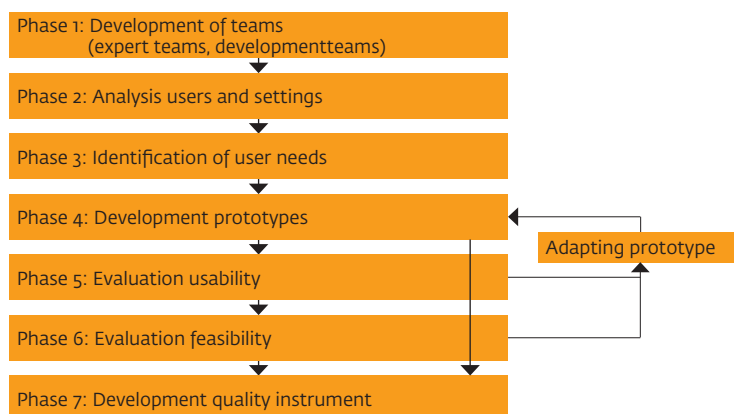 Phase 1: Development of teams
(expert teams, developmentteams)
Phase 2: Analysis users and settings
Phase 3: Identification of user needs
Phase 4: Development prototypes
Adapting prototype
Phase 5: Evaluation usability
Phase 6: Evaluation feasibility
Phase 7: Development quality instrument